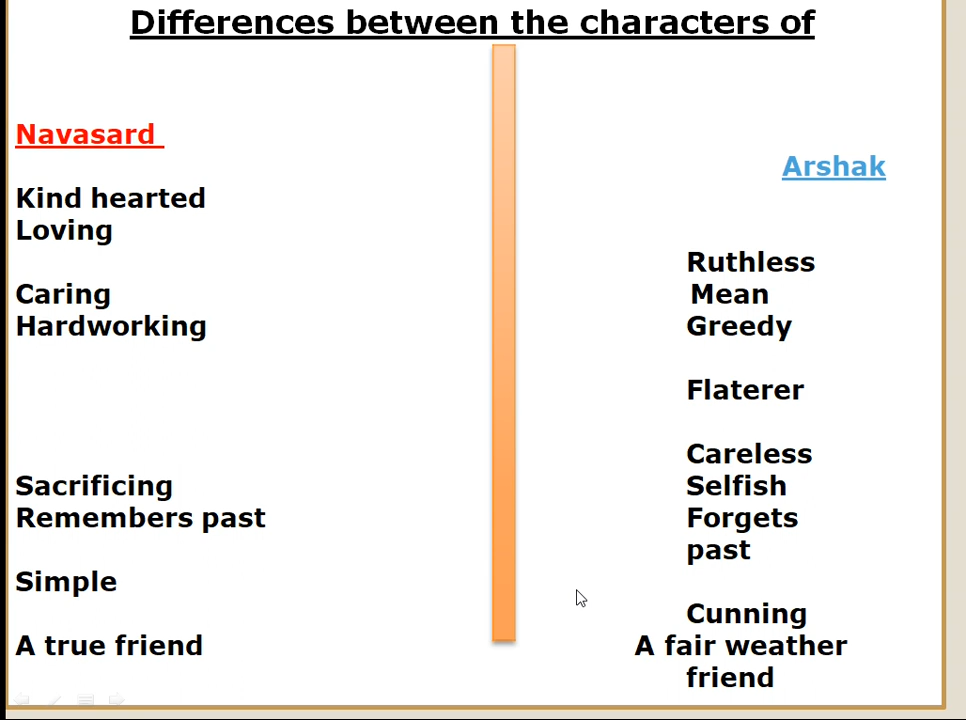 Differences between the characters of
Navasard
Kind hearted
Loving
Caring
Hardworking
Sacrificing
Remembers past
Simple
A true friend
Arshak
Ruthless
Mean
Greedy
Flaterer
Careless
Selfish
Forgets
past
Cunning
A fair weather
friend